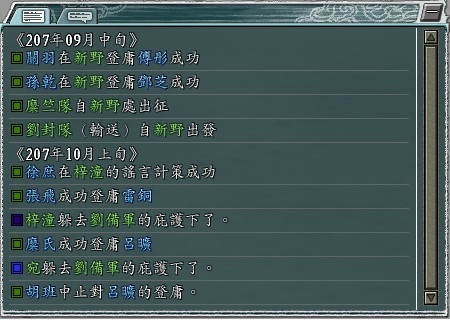 《207年09月中旬》
關羽在新野登庸傅彤成功
孫乾在新野登庸鄧芝成功
糜竺隊自新野處出征
劉封隊（輸送）自新野出發
《207年10月上旬》
徐庶在梓潼的謠言計策成功
張飛成功登庸雷銅
梓潼躲去劉備軍的庇護下了。
糜氏成功登庸呂曠
宛躲去劉備軍的庇護下了。
胡班中止對呂曠的登庸。